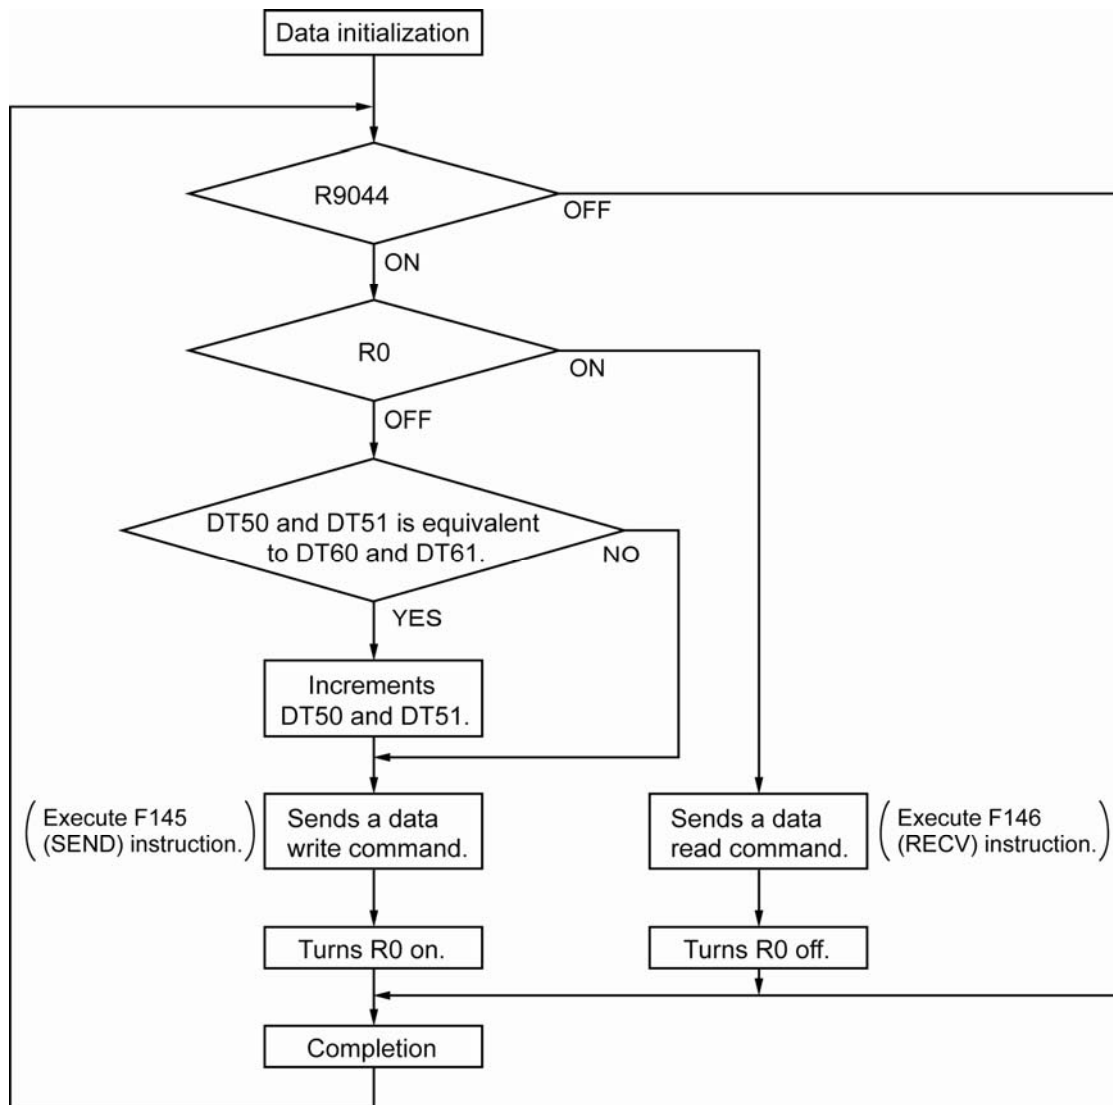 Data initialization
R9044
OFF
ON
R0
ON
OFF
DT50 and DT51 is equivalent
to DT60 and DT61.
NO
YES
Increments
DT50 and DT51.
(Execute F145
(SEND) instruction.)
Sends a data
write command.
Sends a data
read command.
(Execute F146
(RECV) instruction.)
Turns R0 on.
Turns R0 off.
Completion